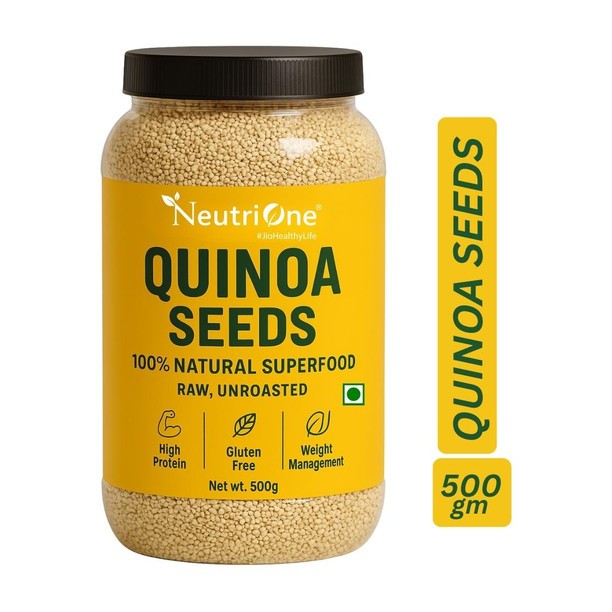 NeutriOne®
#JioHealthyLife
QUINOA
SEEDS
100% NATURAL SUPERFOOD
RAW, UNROASTED
High
Protein
Gluten
Free
Weight
Management
Net wt. 500g
QUINOA SEEDS
500
gm